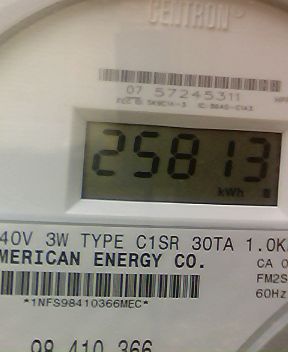 CENTRON®
07 57245311
25813
kWh
40V 3W TYPE C1SR 30TA 1.0K
MERICAN ENERGY CO.
CA 0
FM2S
60Hz
*1NFS98410366MEC*
98 410 366